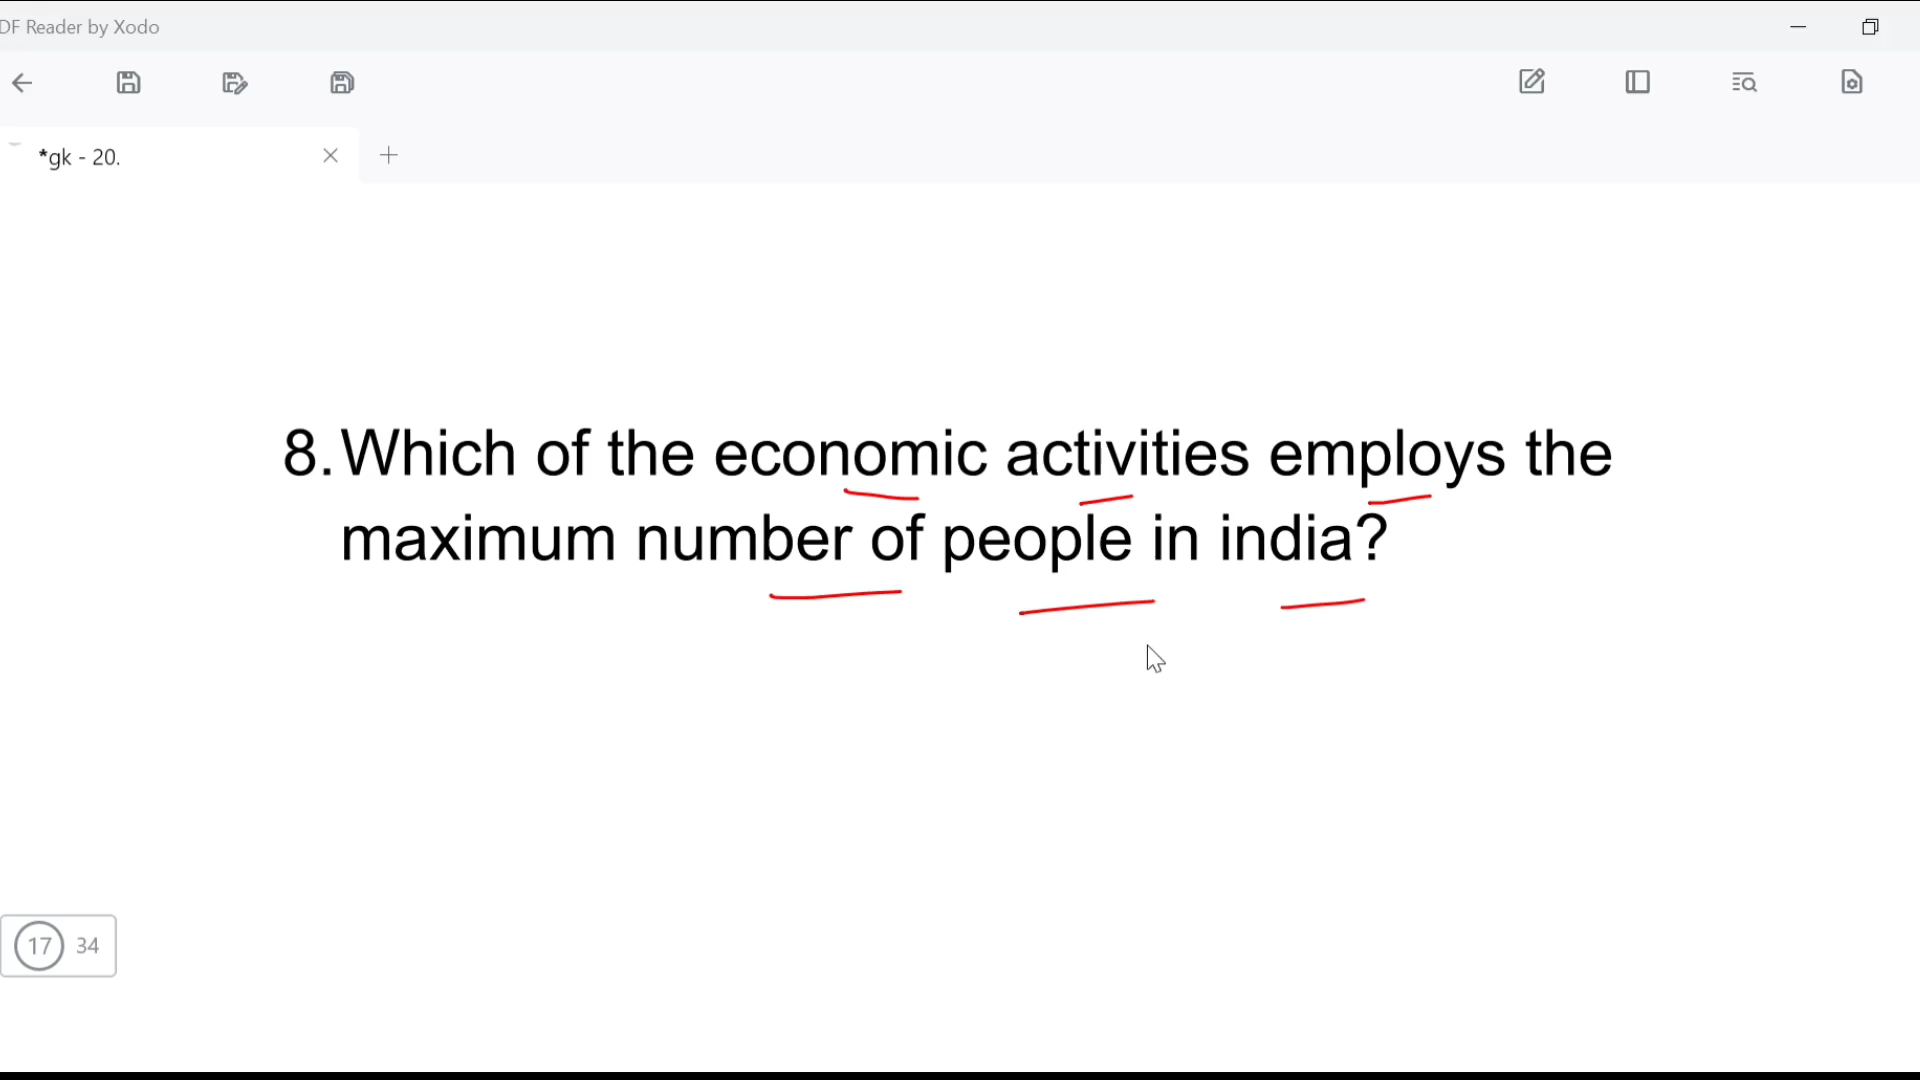 DF Reader by Xodo
*gk - 20.
8. Which of the economic activities employs the
maximum number of people in india?
17 34